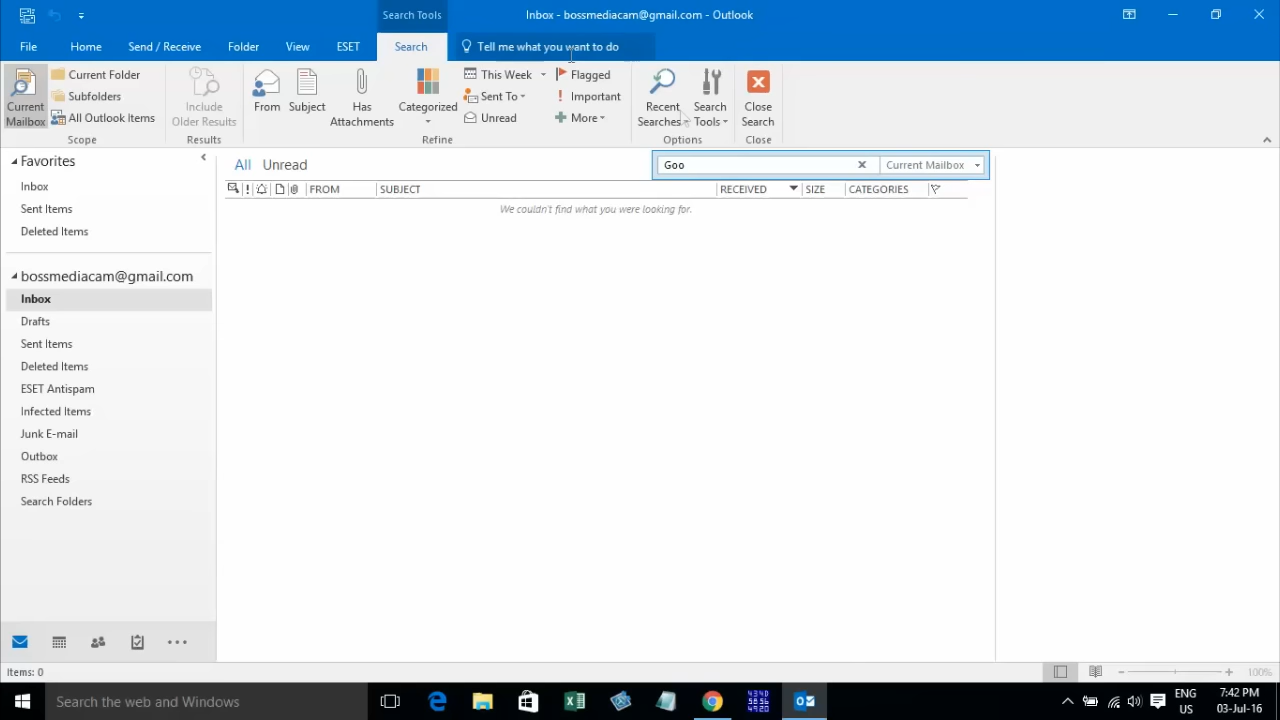 Search Tools
Inbox - bossmediacam@gmail.com - Outlook
File Home Send / Receive Folder View ESET Search Tell me what you want to do
Current Mailbox
Current Folder
Subfolders
All Outlook Items
Scope
Include Older Results
Results
From
Subject
Has Attachments
Categorized
This Week
Sent To
Unread
Flagged
Important
More
Refine
Recent Searches
Search Tools
Options
Close Search
Close
Favorites
Inbox
Sent Items
Deleted Items
bossmediacam@gmail.com
Inbox
Drafts
Sent Items
Deleted Items
ESET Antispam
Infected Items
Junk E-mail
Outbox
RSS Feeds
Search Folders
All Unread
Goo
Current Mailbox
FROM SUBJECT RECEIVED SIZE CATEGORIES
We couldn't find what you were looking for.
Items: 0
100%
Search the web and Windows
ENG
US
7:42 PM
03-Jul-16